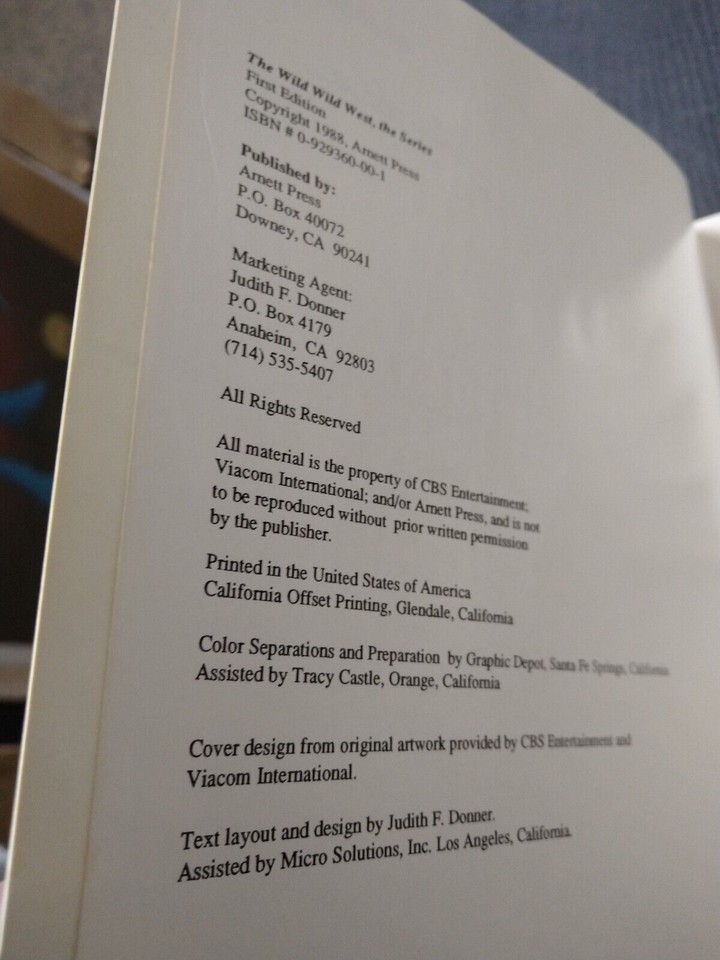 The Wild Wild West, the Series
First Edition
Copyright 1988, Arnett Press
ISBN # 0-929360-00-1
Published by:
Arnett Press
P.O. Box 40072
Downey, CA 90241
Marketing Agent:
Judith F. Donner
P.O. Box 4179
Anaheim, CA 92803
(714) 535-5407
All Rights Reserved
All material is the property of CBS Entertainment;
Viacom International; and/or Arnett Press, and is not
to be reproduced without prior written permission
by the publisher.
Printed in the United States of America
California Offset Printing, Glendale, California
Color Separations and Preparation by Graphic Depot, Santa Fe Springs, California
Assisted by Tracy Castle, Orange, California
Cover design from original artwork provided by CBS Entertainment and
Viacom International.
Text layout and design by Judith F. Donner.
Assisted by Micro Solutions, Inc. Los Angeles, California.